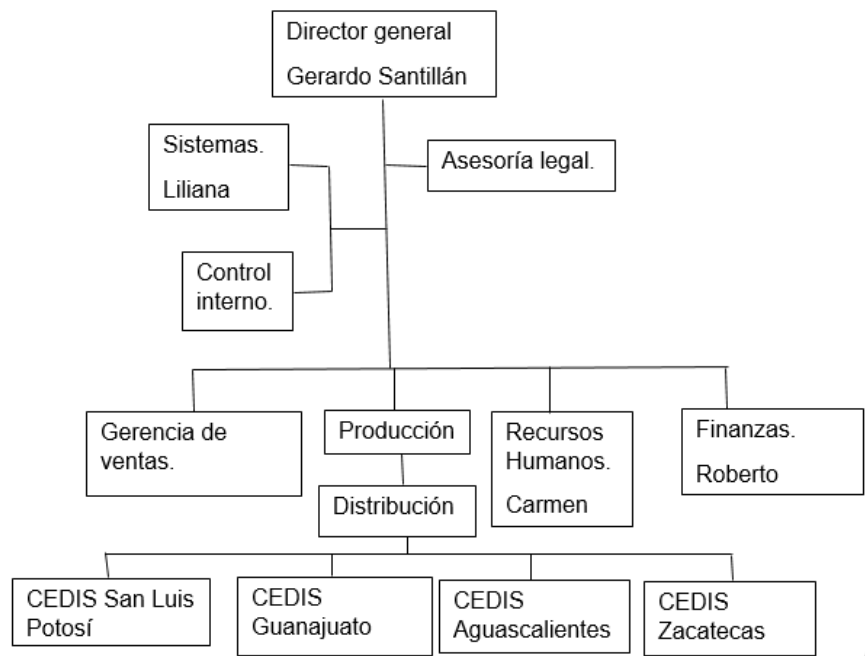 Director general
Gerardo Santillán
Sistemas.
Liliana
Asesoría legal.
Control
interno.
Gerencia de
ventas.
Producción
Recursos
Humanos.
Carmen
Finanzas.
Roberto
Distribución
CEDIS San Luis
Potosí
CEDIS
Guanajuato
CEDIS
Aguascalientes
CEDIS
Zacatecas